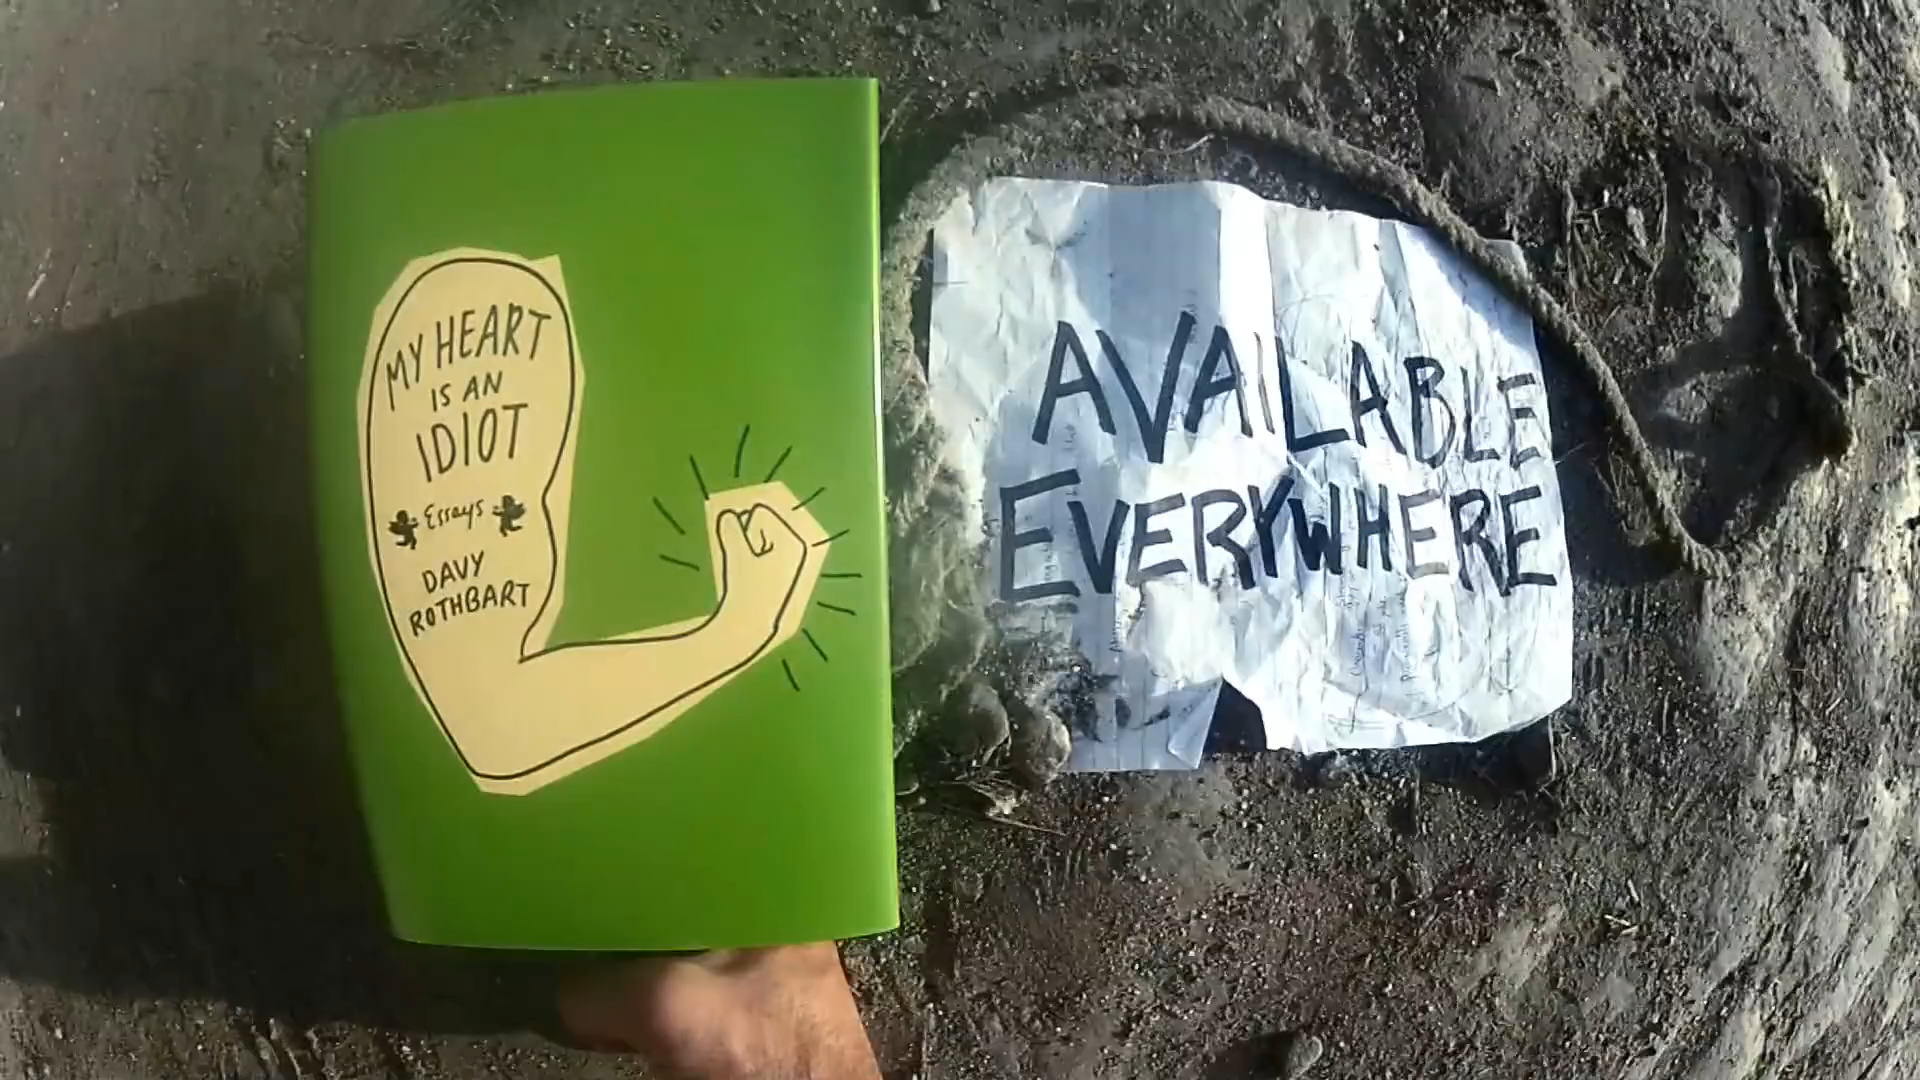 MY HEART
IS AN
IDIOT
Essays
DAVY
ROTHBART
AVAILABLE
EVERYWHERE